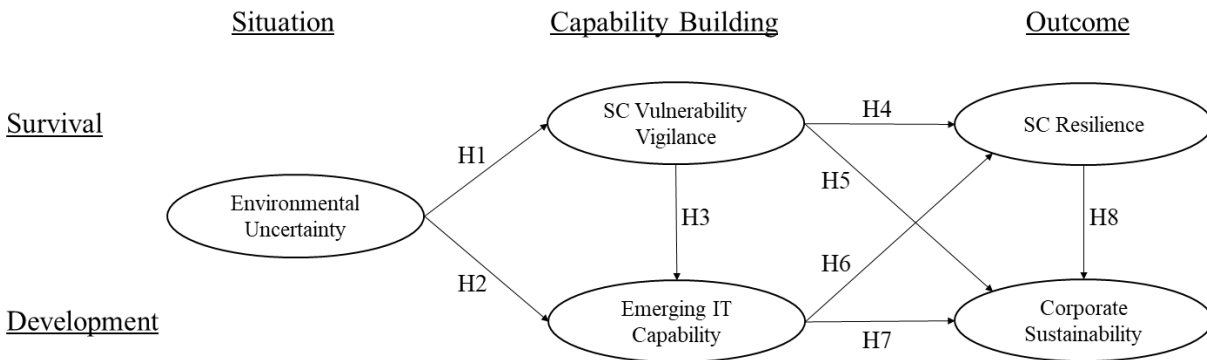 Situation
Capability Building
Outcome
Survival
SC Vulnerability
Vigilance
H4
SC Resilience
H1
H5
Environmental
Uncertainty
H3
H8
H2
H6
Development
Emerging IT
Capability
H7
Corporate
Sustainability